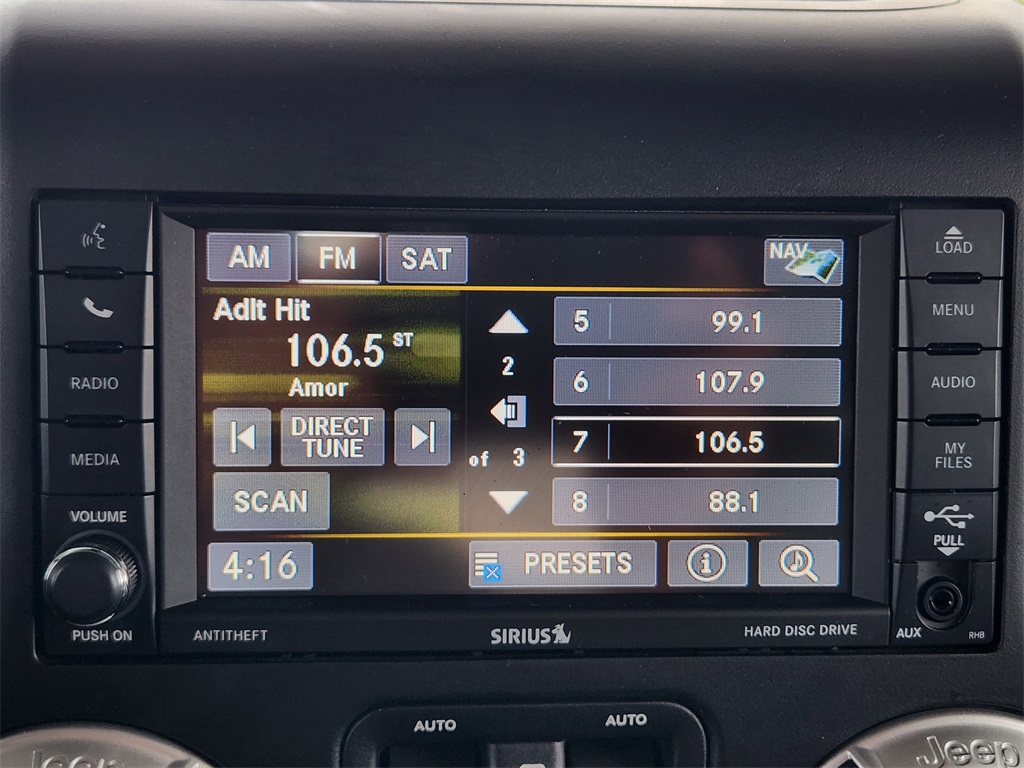 AM FM SAT NAV
LOAD
Adlt Hit
106.5 ST
Amor
DIRECT
TUNE
SCAN
4:16
2
of 3
5 99.1
6 107.9
7 106.5
8 88.1
PRESETS
RADIO
MEDIA
VOLUME
PUSH ON
MENU
AUDIO
MY
FILES
PULL
AUX
RHB
ANTITHEFT
SIRIUS
HARD DISC DRIVE
AUTO
AUTO
Jeep
Jeep